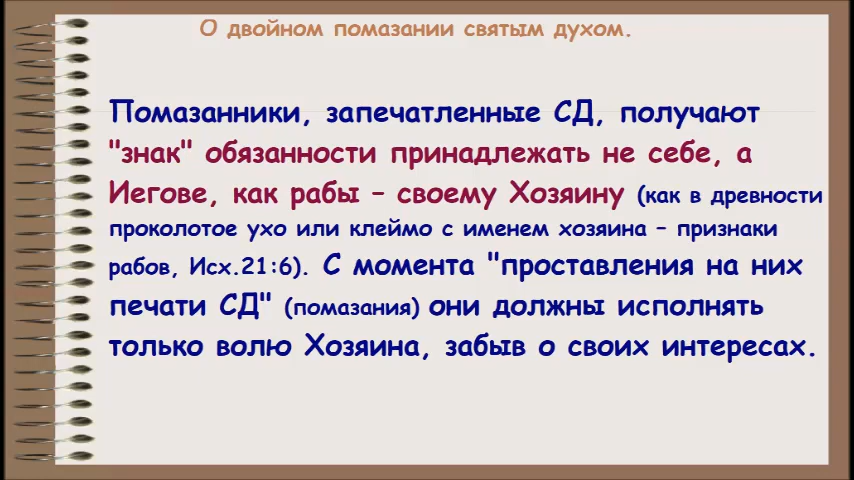 О двойном помазании святым духом.
Помазанники, запечатленные СД, получают
"знак" обязанности принадлежать не себе, а
Иегове, как рабы – своему Хозяину (как в древности
проколотое ухо или клеймо с именем хозяина – признаки
рабов, Исх.21:6). С момента "проставления на них
печати СД" (помазания) они должны исполнять
только волю Хозяина, забыв о своих интересах.